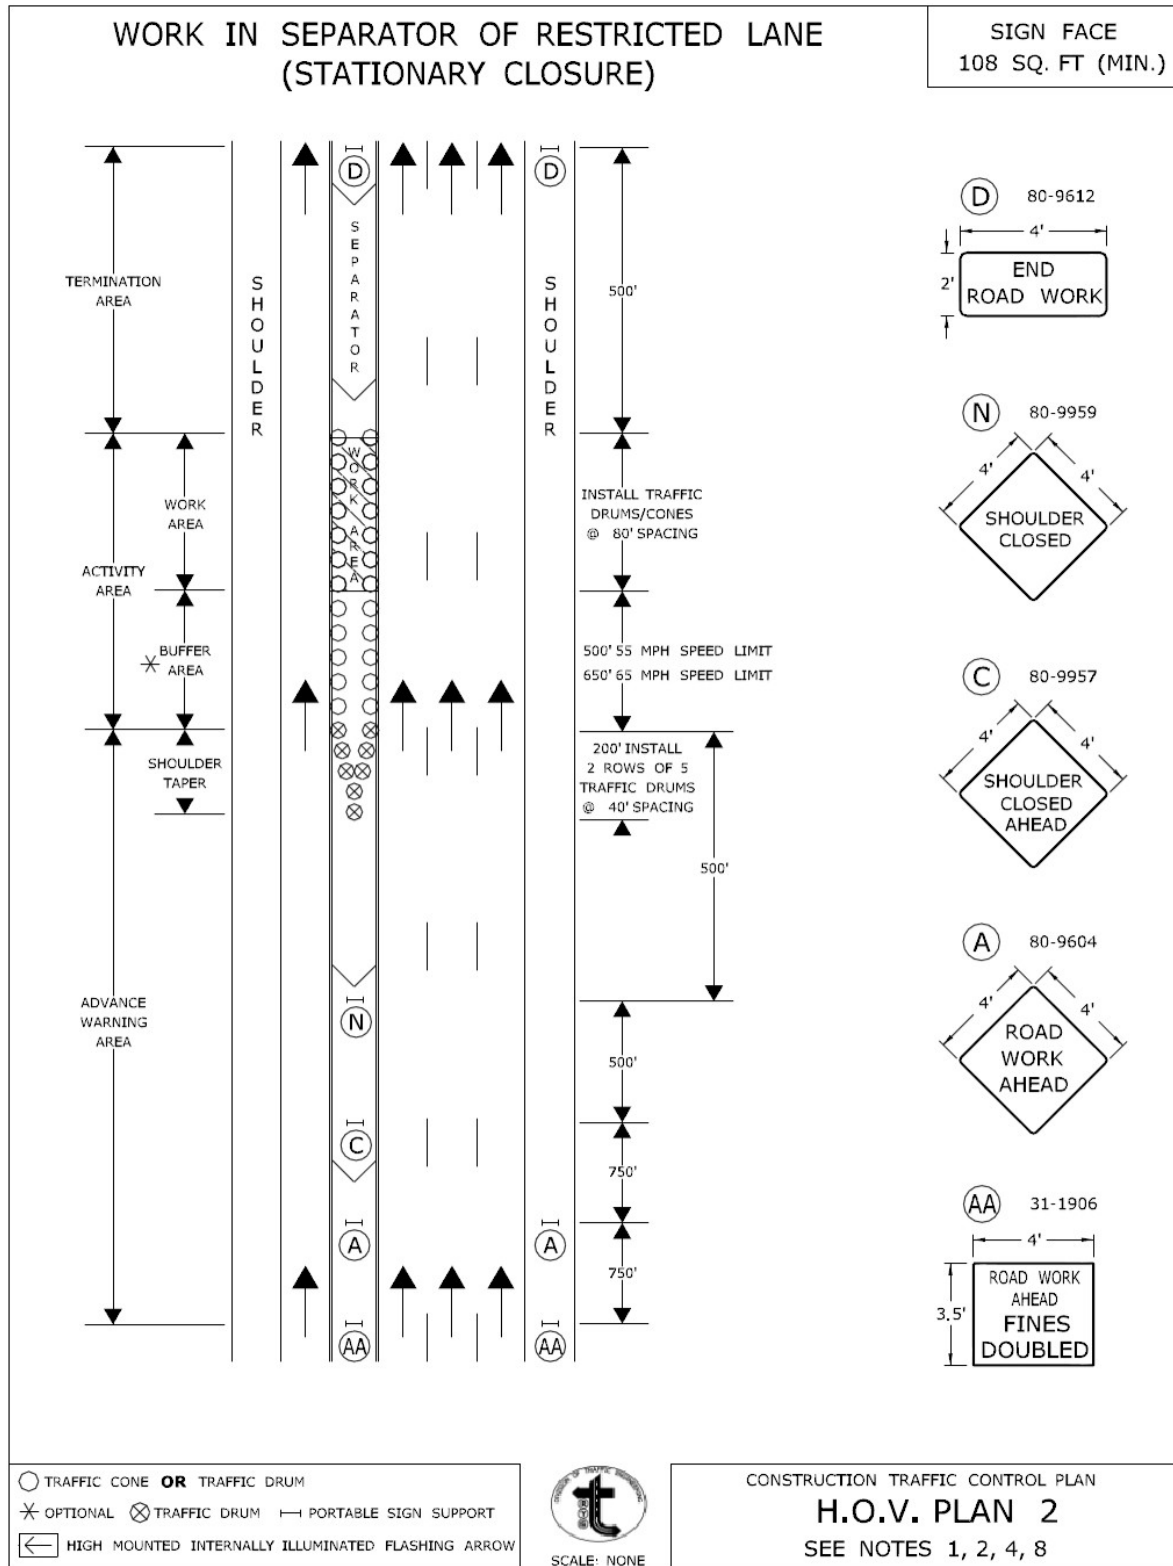 WORK IN SEPARATOR OF RESTRICTED LANE
(STATIONARY CLOSURE)
SIGN FACE
108 SQ. FT (MIN.)
D
D
SEPARATOR
SHOULDER
SHOULDER
TERMINATION
AREA
500'
WORK AREA
WORK
AREA
ACTIVITY
AREA
BUFFER
AREA
INSTALL TRAFFIC
DRUMS/CONES
@ 80' SPACING
500' 55 MPH SPEED LIMIT
650' 65 MPH SPEED LIMIT
SHOULDER
TAPER
200' INSTALL
2 ROWS OF 5
TRAFFIC DRUMS
@ 40' SPACING
500'
ADVANCE
WARNING
AREA
N
500'
C
750'
A
A
750'
AA
AA
D 80-9612
4'
2'
END
ROAD WORK
N 80-9959
4' 4'
SHOULDER
CLOSED
C 80-9957
4' 4'
SHOULDER
CLOSED
AHEAD
A 80-9604
4' 4'
ROAD
WORK
AHEAD
AA 31-1906
4'
3.5'
ROAD WORK
AHEAD
FINES
DOUBLED
TRAFFIC CONE OR TRAFFIC DRUM
OPTIONAL TRAFFIC DRUM PORTABLE SIGN SUPPORT
HIGH MOUNTED INTERNALLY ILLUMINATED FLASHING ARROW
DIVISION OF TRAFFIC ENGINEERING
t
SCALE: NONE
CONSTRUCTION TRAFFIC CONTROL PLAN
H.O.V. PLAN 2
SEE NOTES 1, 2, 4, 8